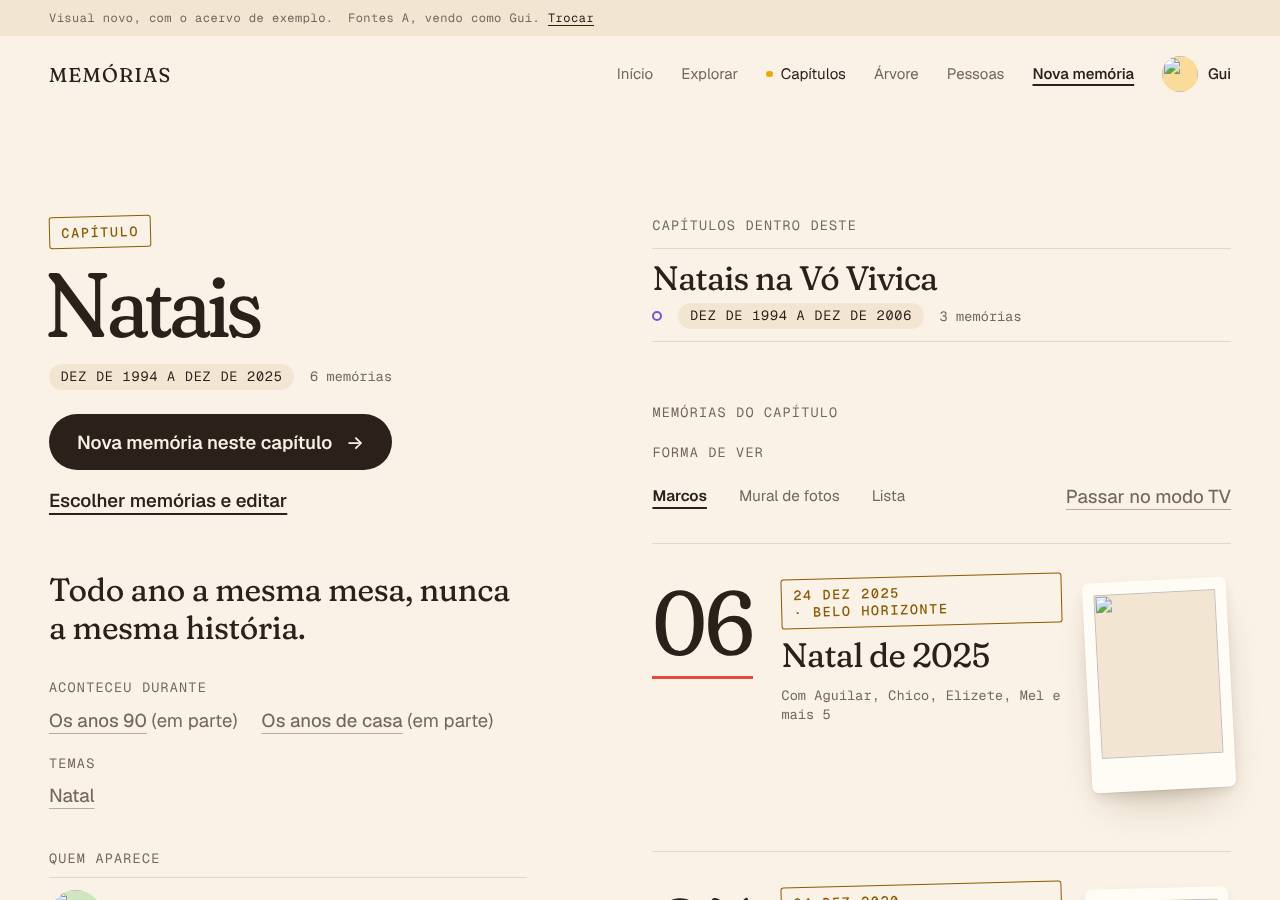 Visual novo, com o acervo de exemplo. Fontes A, vendo como Gui. Trocar
MEMÓRIAS
Início Explorar Capítulos Árvore Pessoas Nova memória Gui
CAPÍTULO
Natais
DEZ DE 1994 A DEZ DE 2025 6 memórias
Nova memória neste capítulo →
Escolher memórias e editar
Todo ano a mesma mesa, nunca
a mesma história.
ACONTECEU DURANTE
Os anos 90 (em parte) Os anos de casa (em parte)
TEMAS
Natal
QUEM APARECE
CAPÍTULOS DENTRO DESTE
Natais na Vó Vivica
DEZ DE 1994 A DEZ DE 2006 3 memórias
MEMÓRIAS DO CAPÍTULO
FORMA DE VER
Marcos Mural de fotos Lista Passar no modo TV
06
24 DEZ 2025
· BELO HORIZONTE
Natal de 2025
Com Aguilar, Chico, Elizete, Mel e
mais 5